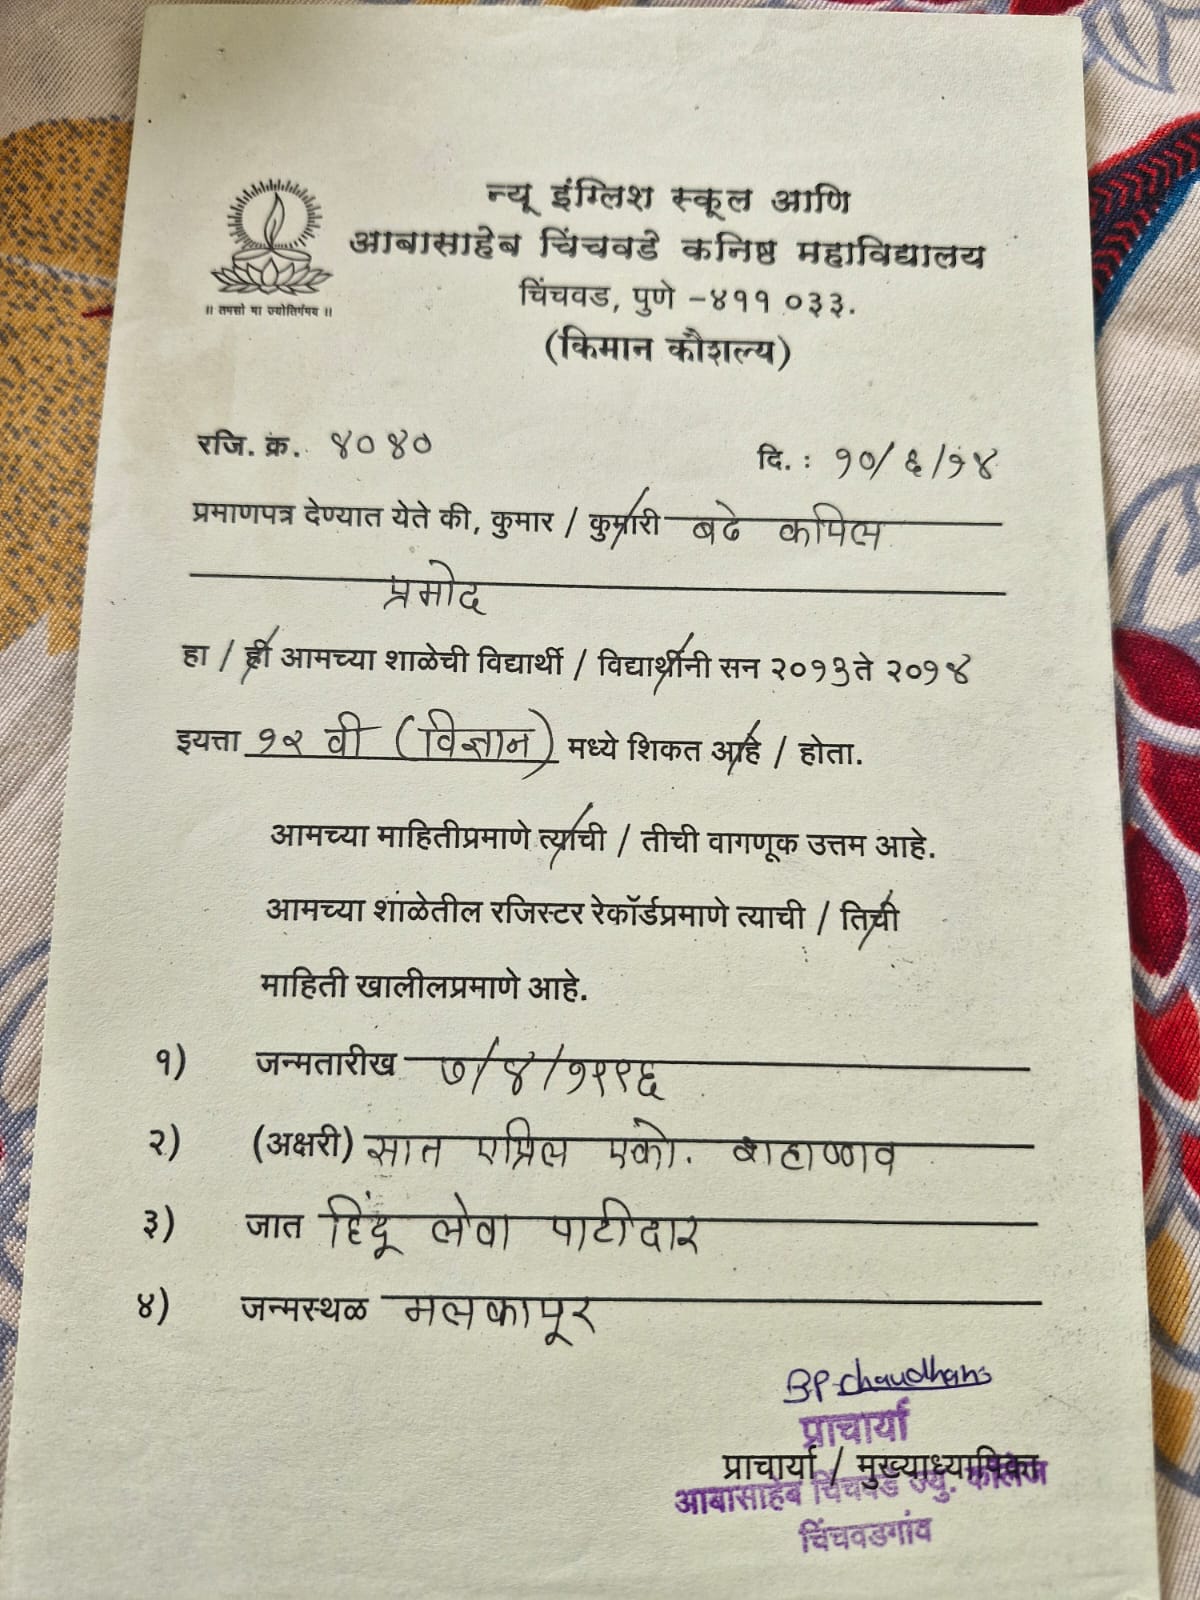 न्यू इंग्लिश स्कूल आणि
आबासाहेब चिंचवडे कनिष्ठ महाविद्यालय
चिंचवड, पुणे -४११ ०३३.
(किमान कौशल्य)
|| तमसो मा ज्योतिर्गमय ||
रजि. क्र. ४०४०
दि. : १०/६/१४
प्रमाणपत्र देण्यात येते की, कुमार / कुमारी बढे कपिल
प्रमोद
हा / ही आमच्या शाळेची विद्यार्थी / विद्यार्थीनी सन २०१३ ते २०१४
इयत्ता १२ वी (विज्ञान) मध्ये शिकत आहे / होता.
आमच्या माहितीप्रमाणे त्याची / तीची वागणूक उत्तम आहे.
आमच्या शाळेतील रजिस्टर रेकॉर्डप्रमाणे त्याची / तिची
माहिती खालीलप्रमाणे आहे.
१) जन्मतारीख ७/४/१९९६
२) (अक्षरी) सात एप्रिल एको. शहाण्णव
३) जात हिंदू लेवा पाटीदार
४) जन्मस्थळ मलकापूर
B.P. Chaudhari
प्राचार्या
प्राचार्या / मुख्याध्यापिका
आबासाहेब चिंचवडे ज्यु. कॉलेज
चिंचवडगांव